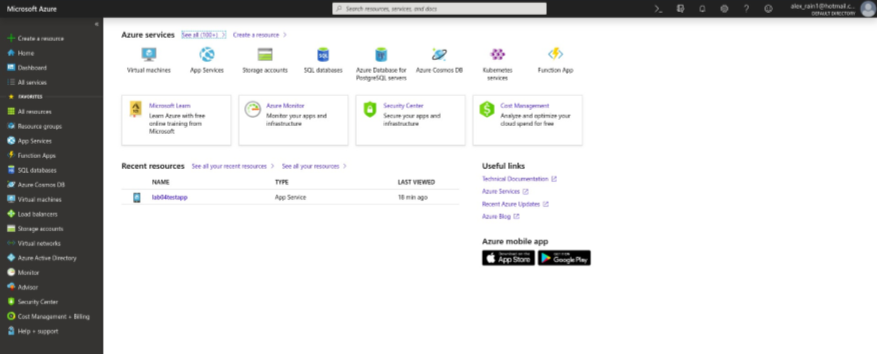 Microsoft Azure
Search resources, services, and docs
alex_rain1@hotmail.c...
DEFAULT DIRECTORY
Create a resource
Home
Dashboard
All services
FAVORITES
All resources
Resource groups
App Services
Function Apps
SQL databases
Azure Cosmos DB
Virtual machines
Load balancers
Storage accounts
Virtual networks
Azure Active Directory
Monitor
Advisor
Security Center
Cost Management + Billing
Help + support
Azure services See all (100+) > Create a resource >
Virtual machines
App Services
Storage accounts
SQL
SQL databases
Azure Database for
PostgreSQL servers
Azure Cosmos DB
Kubernetes
services
Function App
Microsoft Learn
Learn Azure with free
online training from
Microsoft
Azure Monitor
Monitor your apps and
infrastructure
Security Center
Secure your apps and
infrastructure
Cost Management
Analyze and optimize your
cloud spend for free
Recent resources See all your recent resources > See all your resources >
NAME TYPE LAST VIEWED
lab04testapp App Service 18 min ago
Useful links
Technical Documentation
Azure Services
Recent Azure Updates
Azure Blog
Azure mobile app
App Store
Google Play